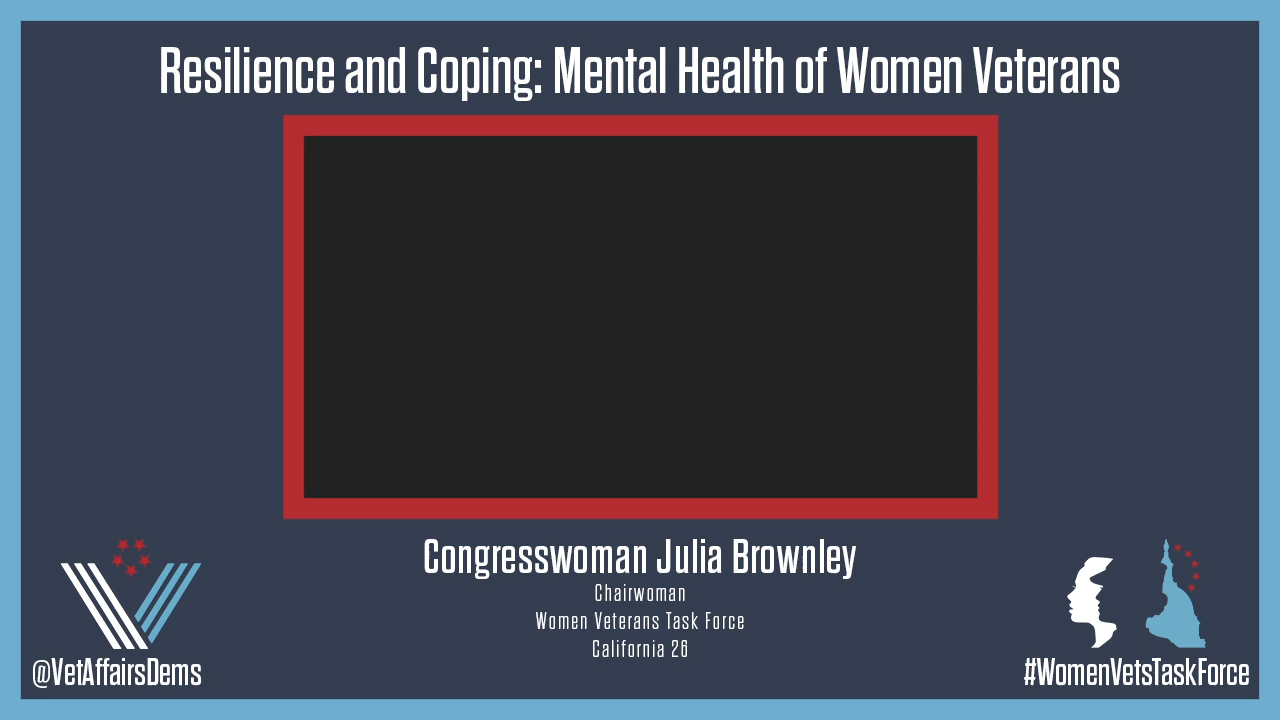 Resilience and Coping: Mental Health of Women Veterans
Congresswoman Julia Brownley
Chairwoman
Women Veterans Task Force
California 26
@VetAffairsDems
#WomenVetsTaskForce